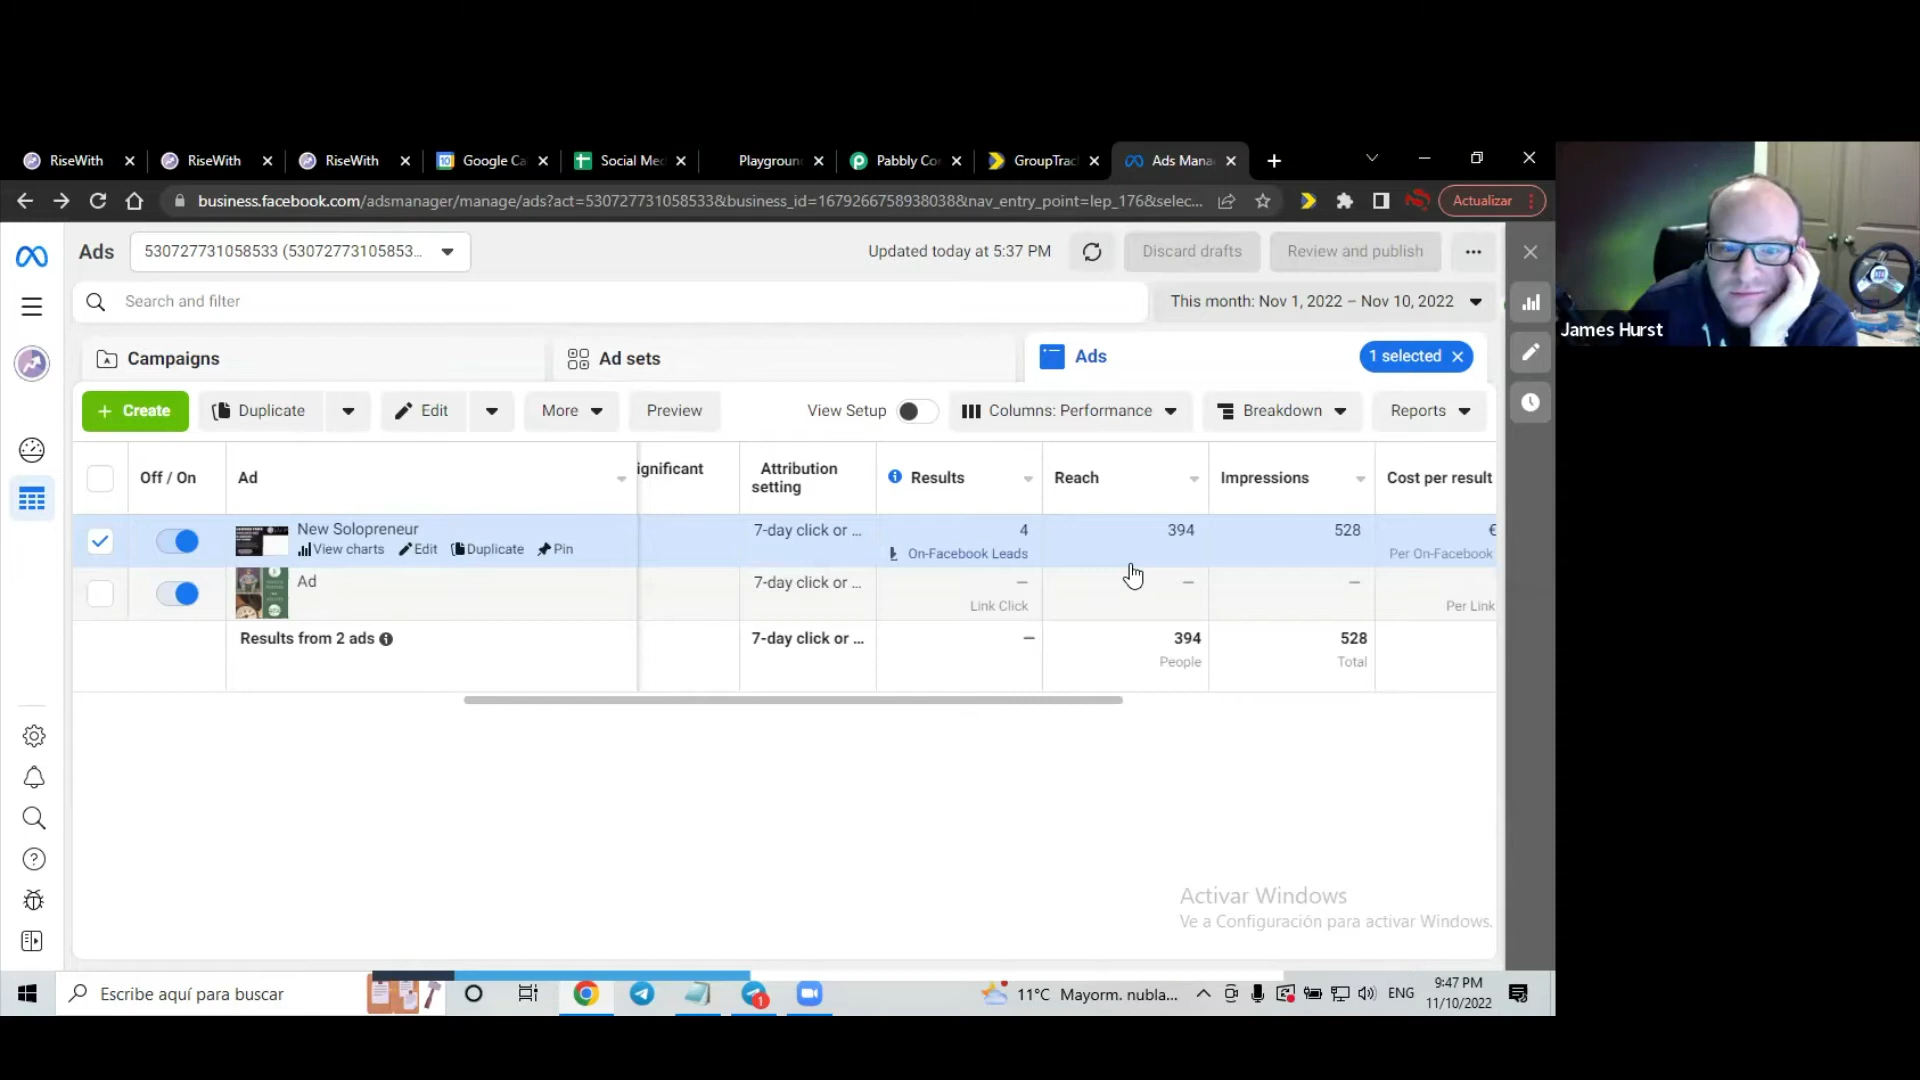 RiseWith
RiseWith
RiseWith
Google Ca
Social Med
Playground
Pabbly Co
GroupTrac
Ads Mana
business.facebook.com/adsmanager/manage/ads?act=530727731058533&business_id=1679266758938038&nav_entry_point=lep_176&selec...
Actualizar
Ads
530727731058533 (53072773105853...
Updated today at 5:37 PM
Discard drafts
Review and publish
Search and filter
This month: Nov 1, 2022 – Nov 10, 2022
James Hurst
Campaigns
Ad sets
Ads
1 selected
+ Create
Duplicate
Edit
More
Preview
View Setup
Columns: Performance
Breakdown
Reports
Off / On
Ad
ignificant
Attribution
setting
Results
Reach
Impressions
Cost per result
New Solopreneur
View charts Edit Duplicate Pin
7-day click or ...
4
On-Facebook Leads
394
528
€
Per On-Facebook
Ad
7-day click or ...
—
Link Click
—
—
Per Link
Results from 2 ads
7-day click or ...
—
394
People
528
Total
Activar Windows
Ve a Configuración para activar Windows.
Escribe aquí para buscar
1
11°C Mayorm. nubla...
ENG
9:47 PM
11/10/2022